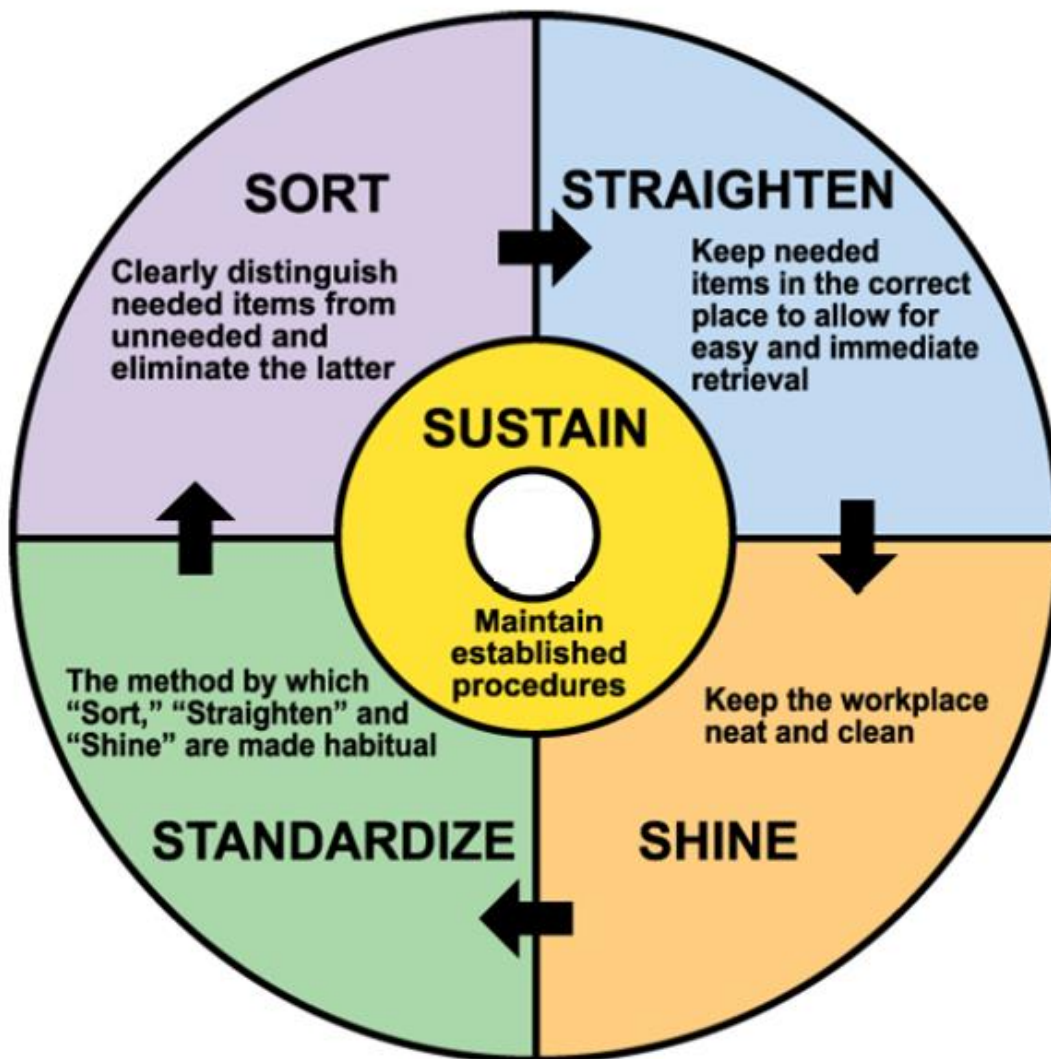 SORT
Clearly distinguish
needed items from
unneeded and
eliminate the latter
STRAIGHTEN
Keep needed
items in the correct
place to allow for
easy and immediate
retrieval
SUSTAIN
Maintain
established
procedures
Keep the workplace
neat and clean
SHINE
The method by which
“Sort,” “Straighten” and
“Shine” are made habitual
STANDARDIZE